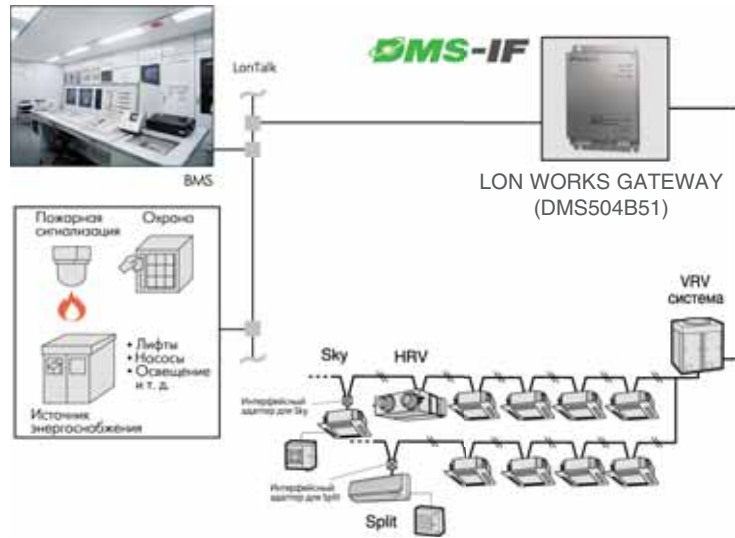 LonTalk
DMS-IF
BMS
LON WORKS GATEWAY
(DMS504B51)
Пожарная
сигнализация
Охрана
• Лифты
• Насосы
• Освещение
и т. д.
Источник
энергоснобжения
VRV
система
Sky
HRV
Интерфейсный
адаптер для Sky
Интерфейсный
адаптер для Split
Split